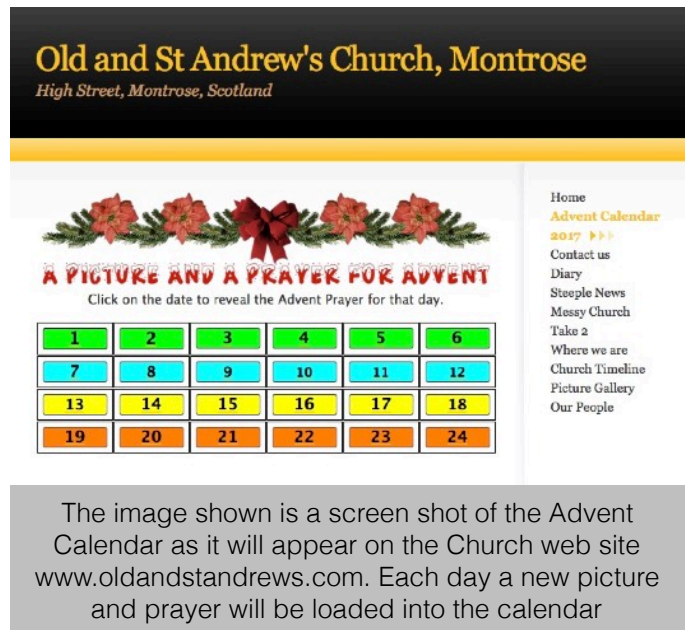 Old and St Andrew's Church, Montrose
High Street, Montrose, Scotland
A PICTURE AND A PRAYER FOR ADVENT
Click on the date to reveal the Advent Prayer for that day.
1 2 3 4 5 6
7 8 9 10 11 12
13 14 15 16 17 18
19 20 21 22 23 24
Home
Advent Calendar
2017
Contact us
Diary
Steeple News
Messy Church
Take 2
Where we are
Church Timeline
Picture Gallery
Our People
The image shown is a screen shot of the Advent
Calendar as it will appear on the Church web site
www.oldandstandrews.com. Each day a new picture
and prayer will be loaded into the calendar